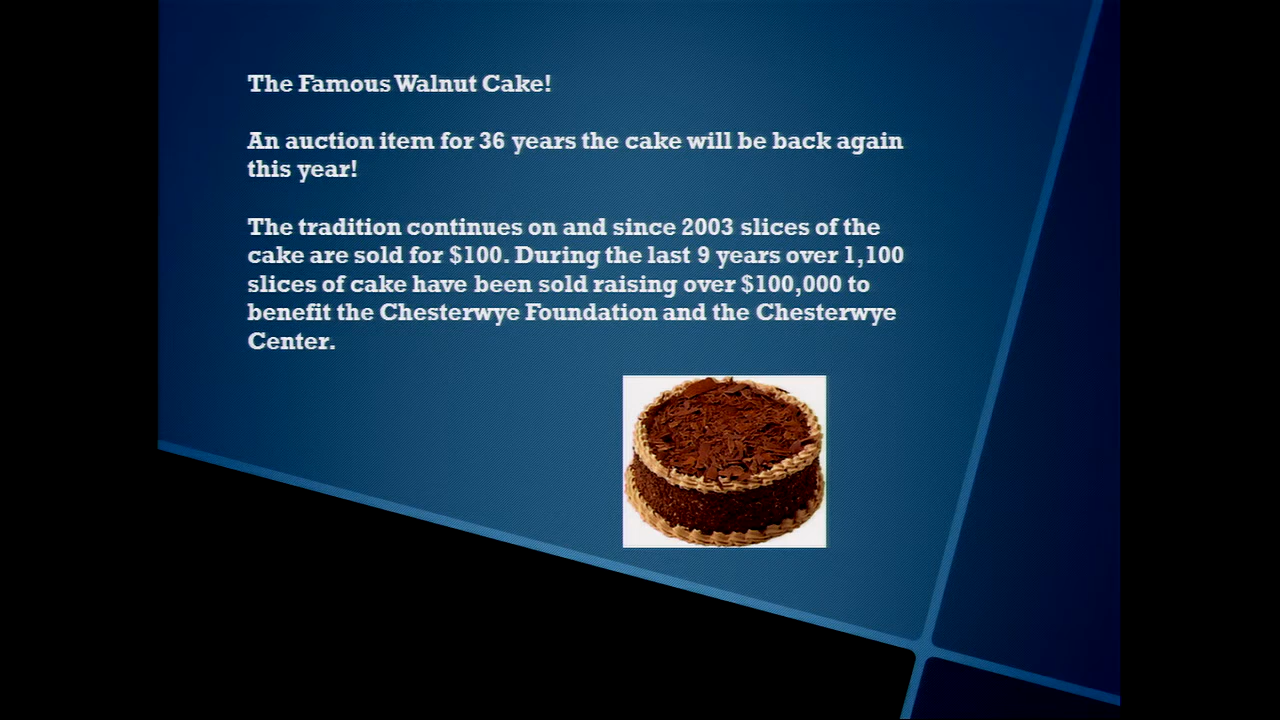 The Famous Walnut Cake!
An auction item for 36 years the cake will be back again
this year!
The tradition continues on and since 2003 slices of the
cake are sold for $100. During the last 9 years over 1,100
slices of cake have been sold raising over $100,000 to
benefit the Chesterwye Foundation and the Chesterwye
Center.